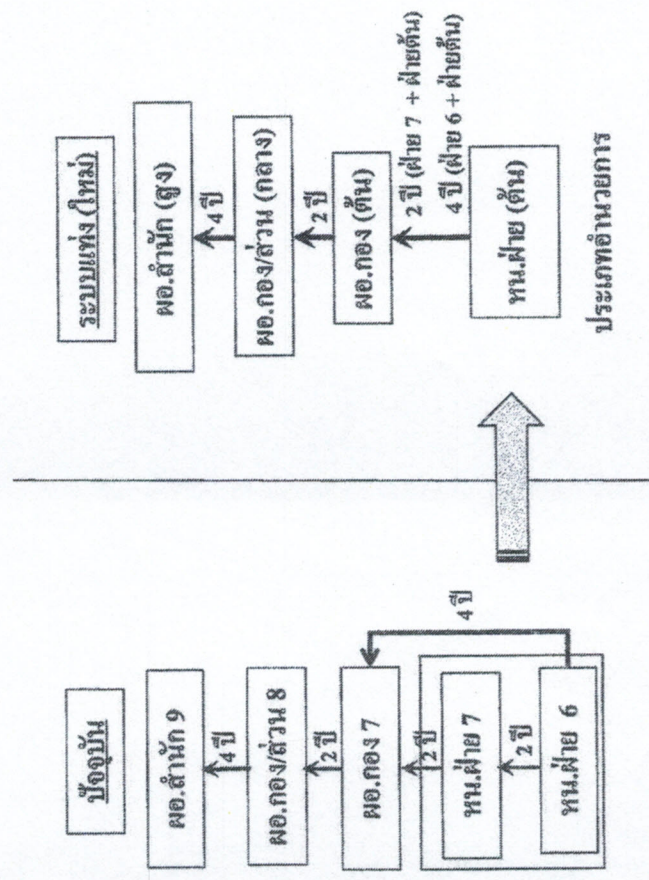 ปัจจุบัน
ผอ.สำนัก 9
4 ปี
ผอ.กอง/ส่วน 8
2 ปี
ผอ.กอง 7
2 ปี
หน.ฝ่าย 7
2 ปี
หน.ฝ่าย 6
4 ปี
ระบบแท่ง (ใหม่)
ผอ.สำนัก (สูง)
4 ปี
ผอ.กอง/ส่วน (กลาง)
2 ปี
ผอ.กอง (ต้น)
2 ปี (ฝ่าย 7 + ฝ่ายต้น)
4 ปี (ฝ่าย 6 + ฝ่ายต้น)
หน.ฝ่าย (ต้น)
ประเภทอำนวยการ